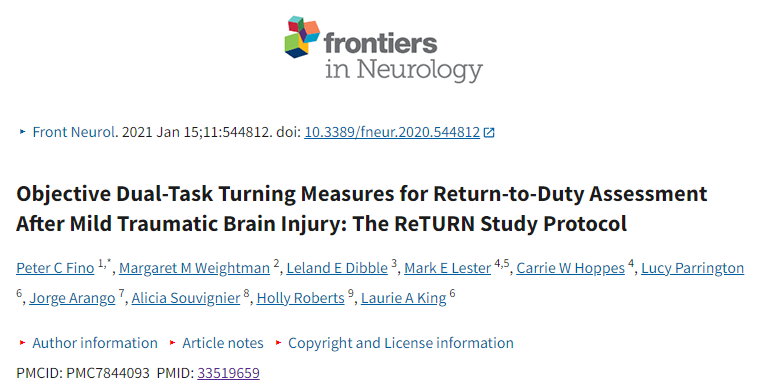 frontiers
in Neurology
Front Neurol. 2021 Jan 15;11:544812. doi: 10.3389/fneur.2020.544812
Objective Dual-Task Turning Measures for Return-to-Duty Assessment
After Mild Traumatic Brain Injury: The ReTURN Study Protocol
Peter C Fino 1,*, Margaret M Weightman 2, Leland E Dibble 3, Mark E Lester 4,5, Carrie W Hoppes 4, Lucy Parrington
6, Jorge Arango 7, Alicia Souvignier 8, Holly Roberts 9, Laurie A King 6
Author information Article notes Copyright and License information
PMCID: PMC7844093 PMID: 33519659